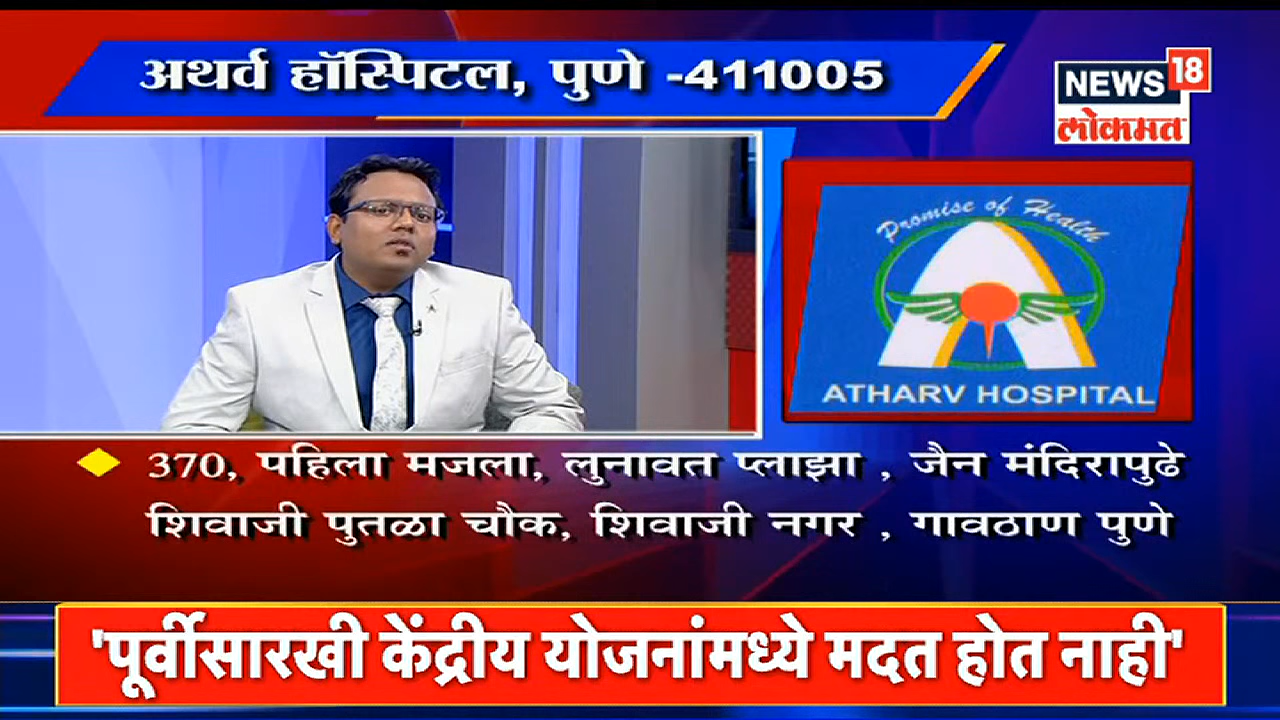 अथर्व हॉस्पिटल, पुणे -411005
NEWS 18
लोकमत
Promise of Health
ATHARV HOSPITAL
370, पहिला मजला, लुनावत प्लाझा , जैन मंदिरापुढे
शिवाजी पुतळा चौक, शिवाजी नगर , गावठाण पुणे
'पूर्वीसारखी केंद्रीय योजनांमध्ये मदत होत नाही'